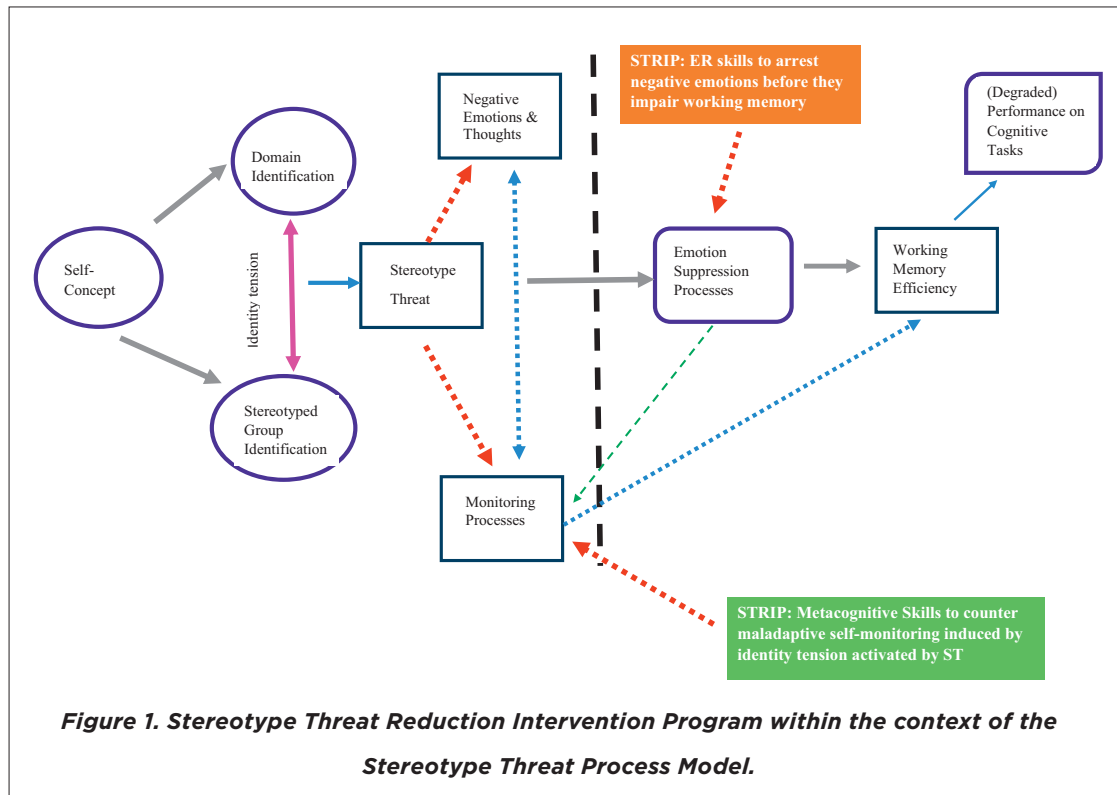 Self-
Concept
Domain
Identification
Identity tension
Stereotyped
Group
Identification
Stereotype
Threat
Negative
Emotions &
Thoughts
Monitoring
Processes
STRIP: ER skills to arrest
negative emotions before they
impair working memory
Emotion
Suppression
Processes
Working
Memory
Efficiency
(Degraded)
Performance on
Cognitive
Tasks
STRIP: Metacognitive Skills to counter
maladaptive self-monitoring induced by
identity tension activated by ST
Figure 1. Stereotype Threat Reduction Intervention Program within the context of the
Stereotype Threat Process Model.